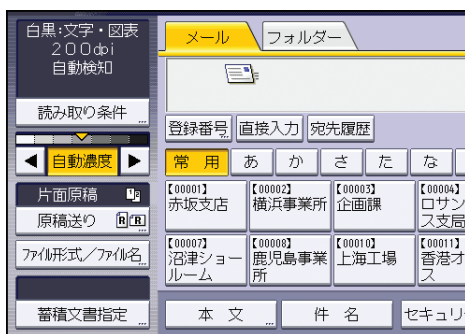 白黒:文字・図表
200dpi
自動検知
読み取り条件
自動濃度
片面原稿
原稿送り
ファイル形式/ファイル名
蓄積文書指定
メール
フォルダー
登録番号
直接入力
宛先履歴
常用
あ
か
さ
た
な
【00001】
赤坂支店
【00002】
横浜事業所
【00003】
企画課
【00004】
ロサン
ス支局
【00007】
沼津ショー
ルーム
【00008】
鹿児島事業
所
【00010】
上海工場
【00011】
香港オ
ス
本文
件名
セキュリ